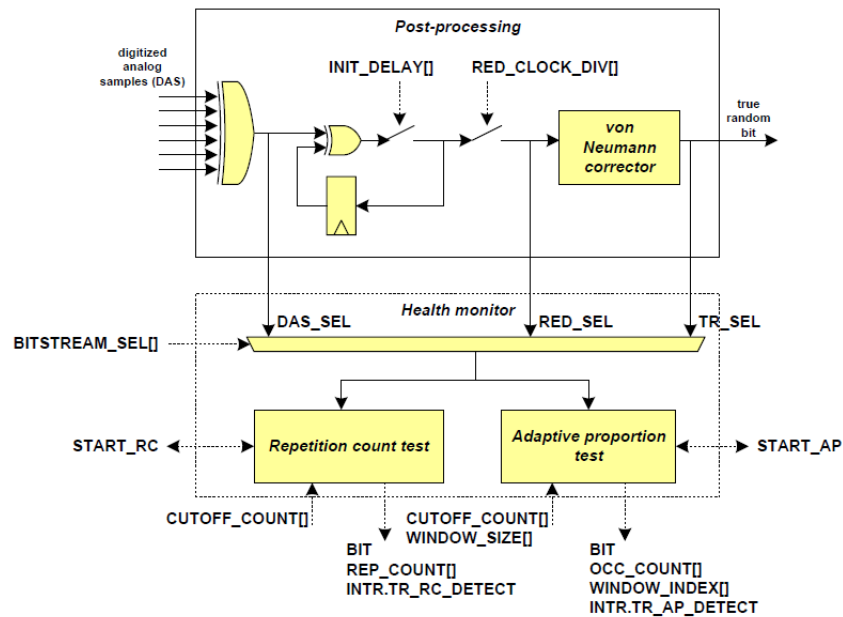 Post-processing
digitized
analog
samples (DAS)
INIT_DELAY[]
RED_CLOCK_DIV[]
von
Neumann
corrector
true
random
bit
Health monitor
DAS_SEL
RED_SEL
TR_SEL
BITSTREAM_SEL[]
START_RC
Repetition count test
Adaptive proportion
test
START_AP
CUTOFF_COUNT[]
CUTOFF_COUNT[]
WINDOW_SIZE[]
BIT
REP_COUNT[]
INTR.TR_RC_DETECT
BIT
OCC_COUNT[]
WINDOW_INDEX[]
INTR.TR_AP_DETECT